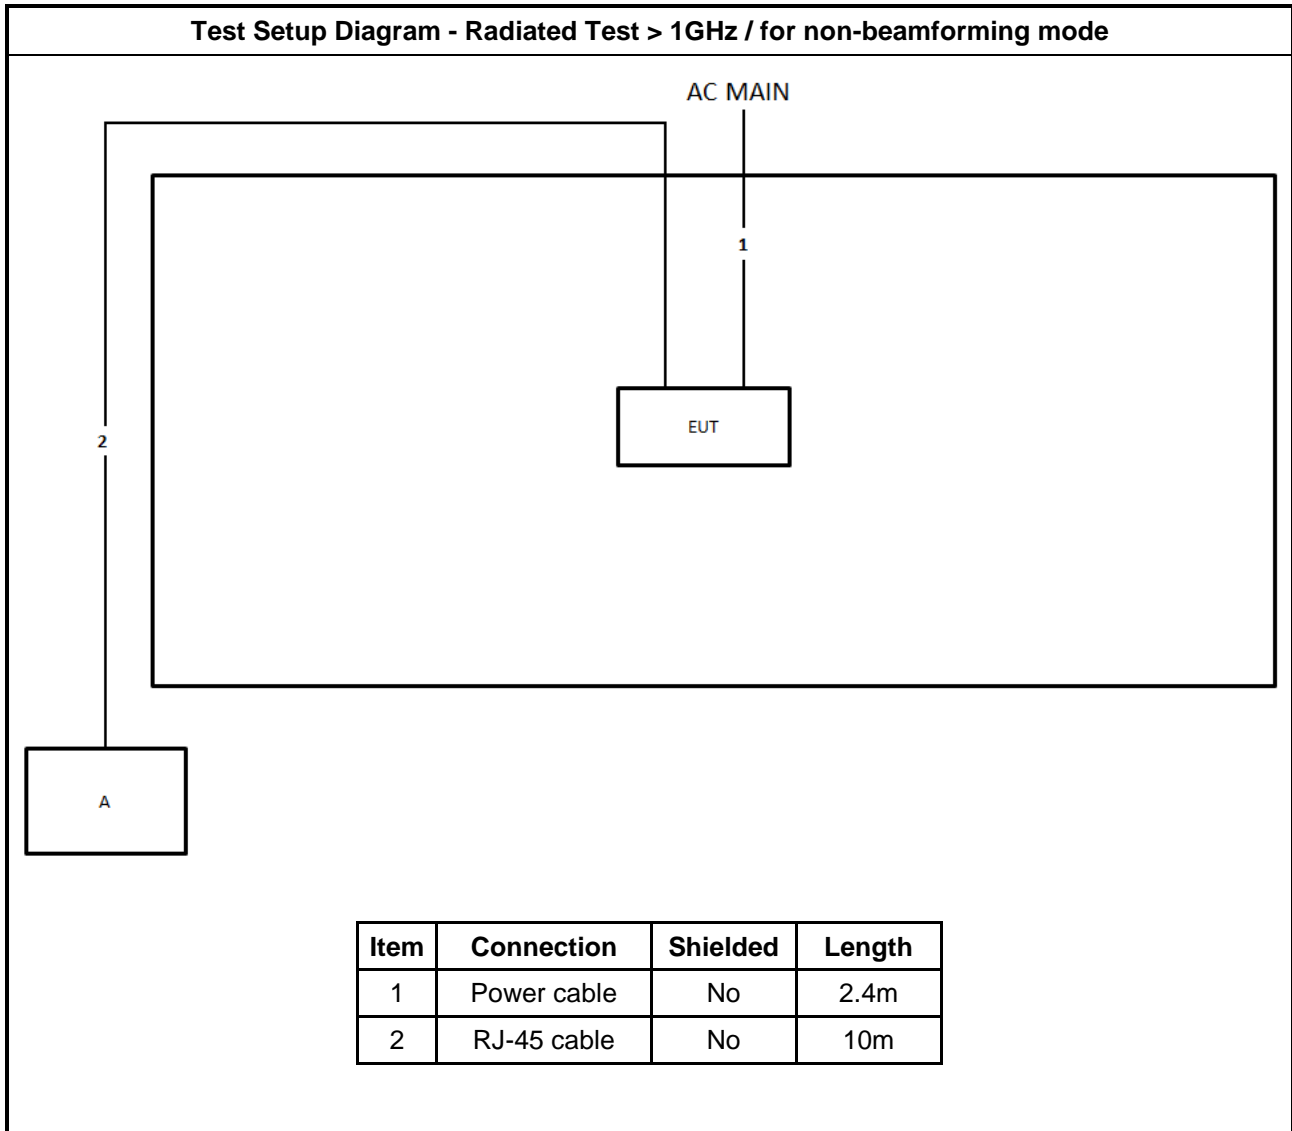 Test Setup Diagram - Radiated Test > 1GHz / for non-beamforming mode
AC MAIN
1
EUT
2
A
Item Connection Shielded Length
1 Power cable No 2.4m
2 RJ-45 cable No 10m